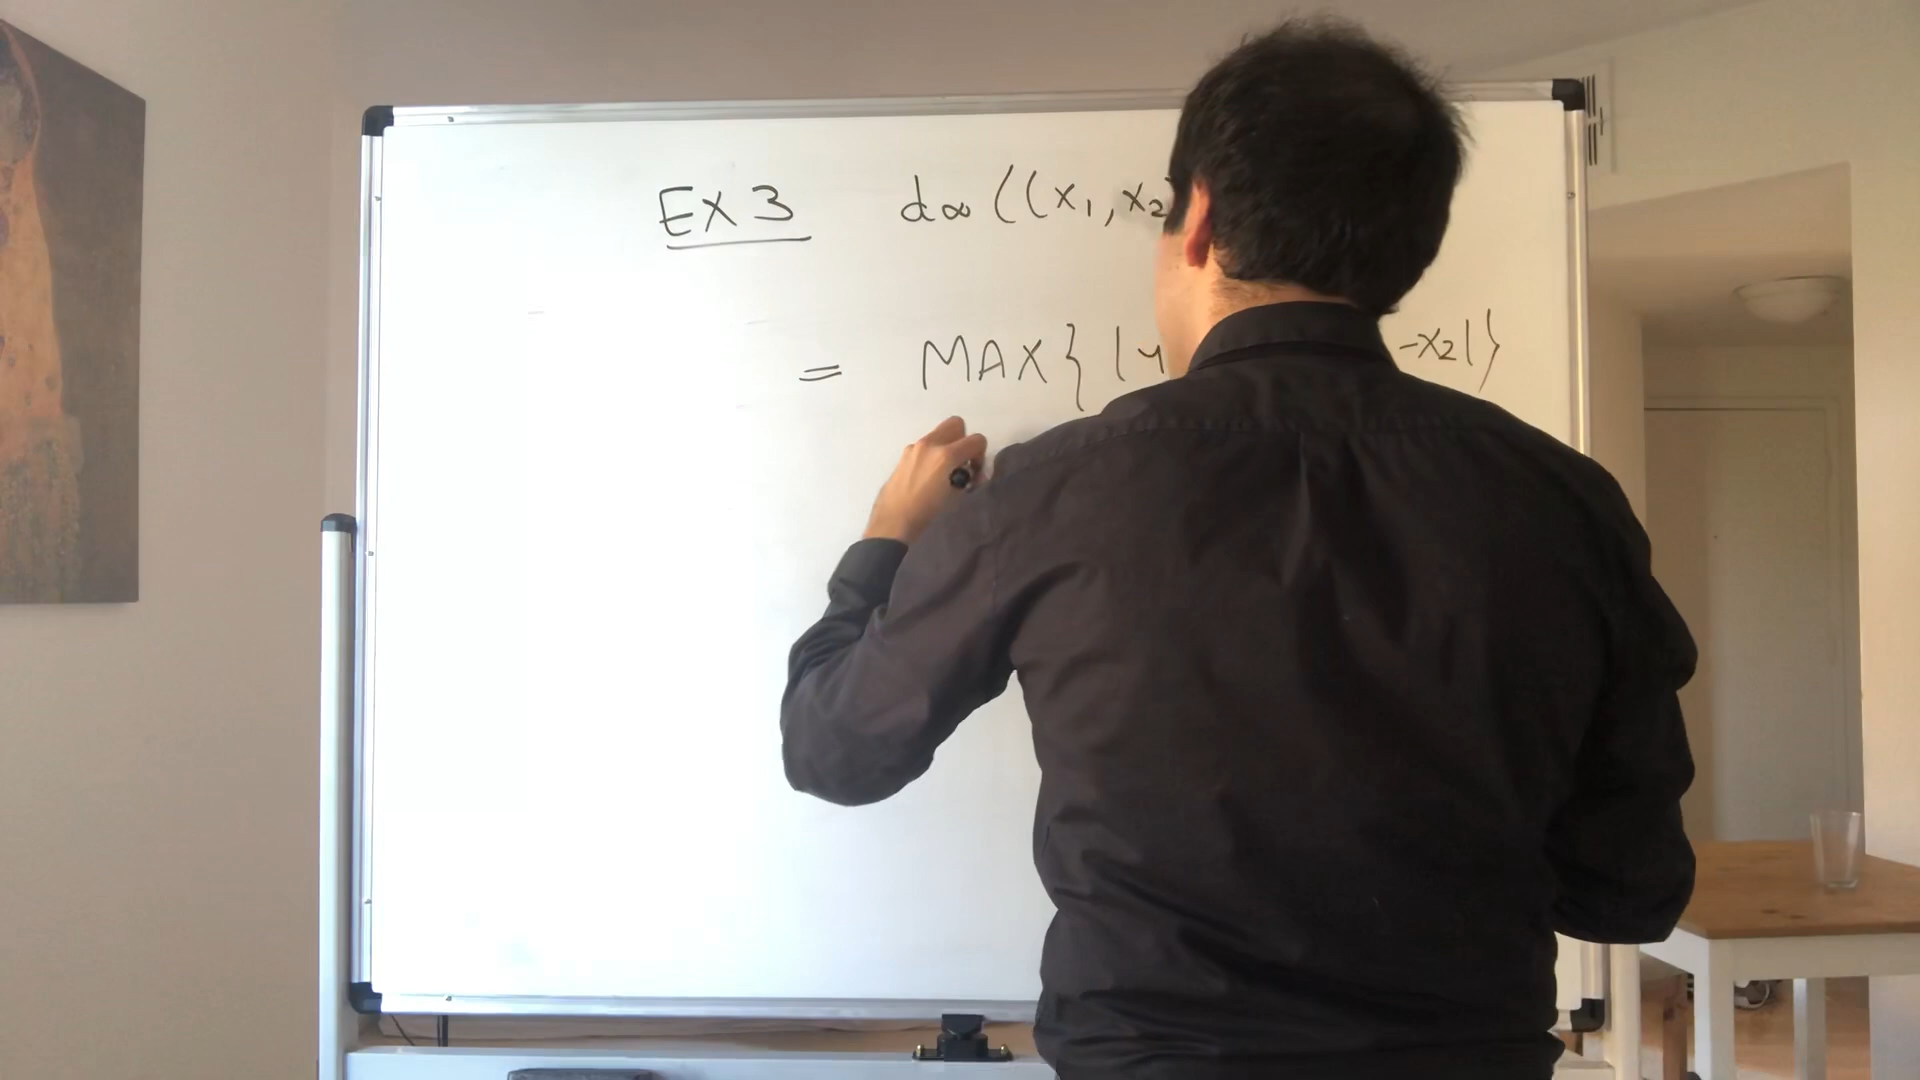 EX 3 d∞ ((x₁, x₂
= MAX { |y -x₂| }